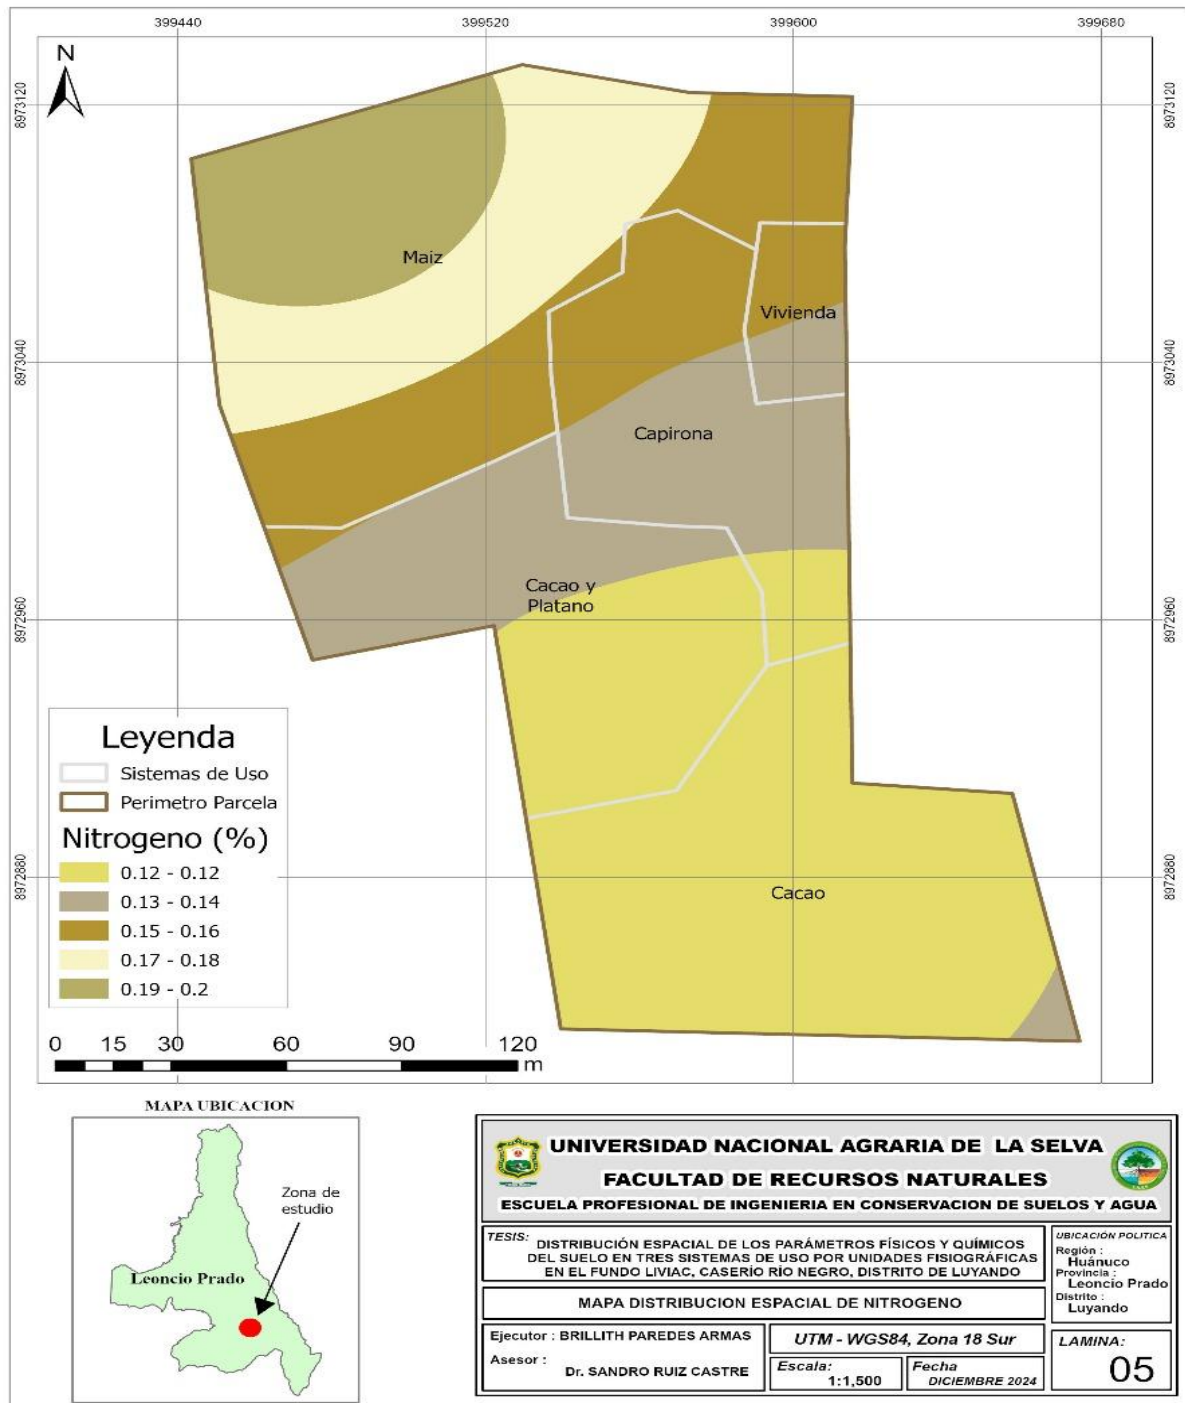 399440 399520 399600 399680
N
8973120 8973120
Maiz
Vivienda
8973040 8973040
Capirona
Cacao y
Platano
8972960 8972960
Leyenda
Sistemas de Uso
Perimetro Parcela
Nitrogeno (%)
0.12 - 0.12
0.13 - 0.14
0.15 - 0.16
0.17 - 0.18
0.19 - 0.2
8972880 8972880
Cacao
0 15 30 60 90 120
m
MAPA UBICACION
Zona de
estudio
Leoncio Prado
UNIVERSIDAD NACIONAL AGRARIA DE LA SELVA
FACULTAD DE RECURSOS NATURALES
ESCUELA PROFESIONAL DE INGENIERIA EN CONSERVACION DE SUELOS Y AGUA
TESIS: DISTRIBUCIÓN ESPACIAL DE LOS PARÁMETROS FÍSICOS Y QUÍMICOS
DEL SUELO EN TRES SISTEMAS DE USO POR UNIDADES FISIOGRÁFICAS
EN EL FUNDO LIVIAC, CASERÍO RÍO NEGRO, DISTRITO DE LUYANDO
UBICACIÓN POLITICA
Región :
Huánuco
Provincia :
Leoncio Prado
Distrito :
Luyando
MAPA DISTRIBUCION ESPACIAL DE NITROGENO
Ejecutor : BRILLITH PAREDES ARMAS
Asesor :
Dr. SANDRO RUIZ CASTRE
UTM - WGS84, Zona 18 Sur
Escala:
1:1,500
Fecha
DICIEMBRE 2024
LAMINA:
05